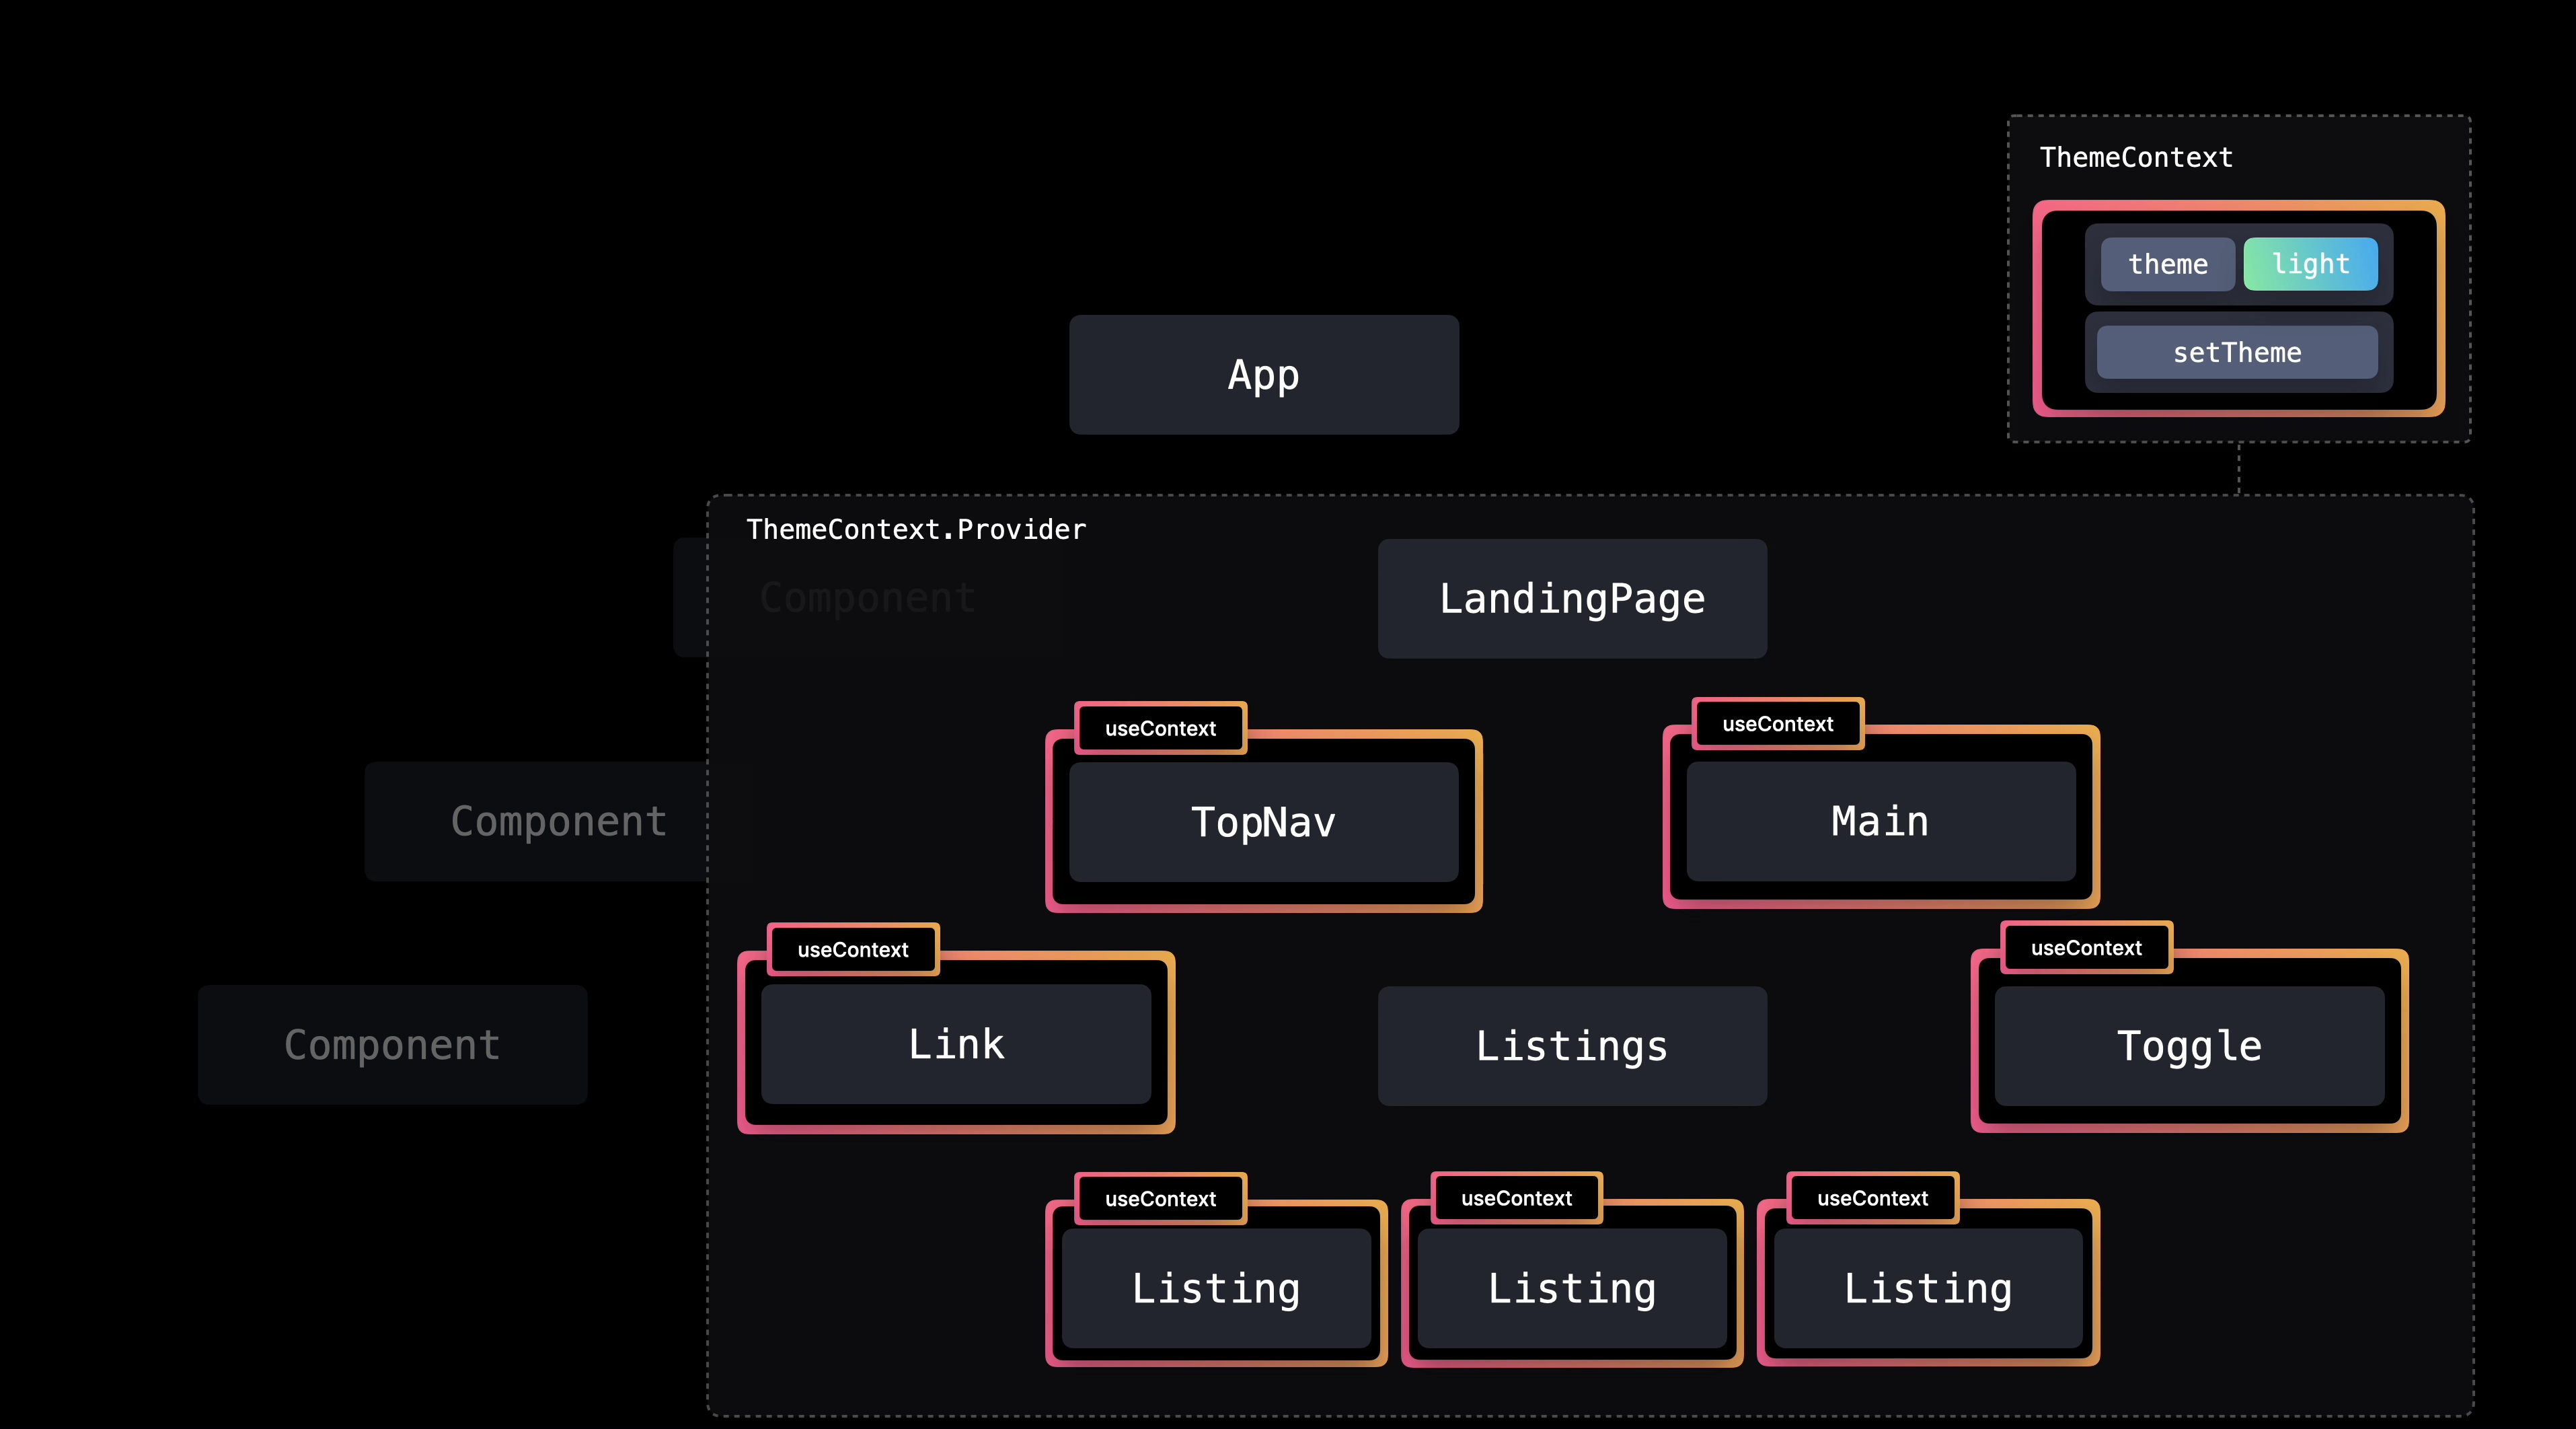 ThemeContext
theme light
setTheme
App
ThemeContext.Provider
Component
LandingPage
useContext
useContext
Component
TopNav
Main
useContext
useContext
Component
Link
Listings
Toggle
useContext
useContext
useContext
Listing
Listing
Listing